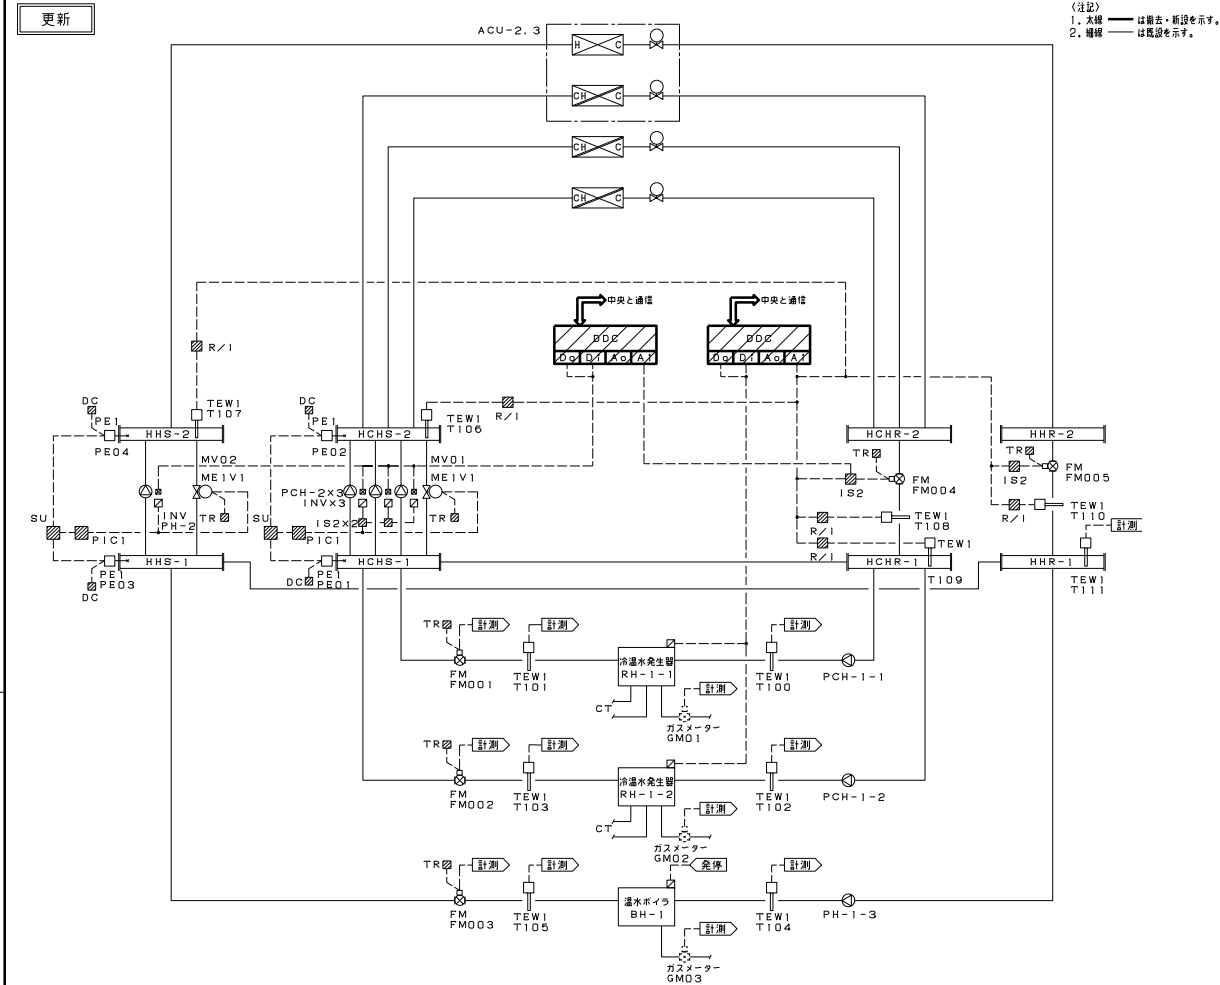 更新
〈注記〉
1. 太線 は撤去・新設を示す。
2. 細線 は既設を示す。
ACU-2、3
H C
CH C
CH C
CH C
中央と通信
中央と通信
DDC
DDC
Do Di Ao Ai
Do Di Ao Ai
R/I
DC
PE1
PE04
TEW1
T107
HHS-2
DC
PE1
PE02
HCHS-2
TEW1
T106
R/I
HCHR-2
HHR-2
TR
IS2
FM
FM004
TR
IS2
FM
FM005
MV02
ME1V1
INV
PH-2
TR
SU
PIC1
MV01
ME1V1
PCH-2×3
INV×3
IS2×2
TR
SU
PIC1
R/I
TEW1
T108
R/I
TEW1
T110
計測
R/I
TEW1
T109
HHS-1
PE1
PE03
DC
HCHS-1
PE1
PE01
DC
HCHR-1
HHR-1
TEW1
T111
TR
計測
計測
計測
FM
FM001
TEW1
T101
冷温水発生器
RH-1-1
TEW1
T100
PCH-1-1
CT
計測
ガスメーター
GM01
TR
計測
計測
計測
FM
FM002
TEW1
T103
冷温水発生器
RH-1-2
TEW1
T102
PCH-1-2
CT
計測
ガスメーター
GM02
TR
計測
計測
発停
計測
FM
FM003
TEW1
T105
温水ボイラ
BH-1
TEW1
T104
PH-1-3
計測
ガスメーター
GM03